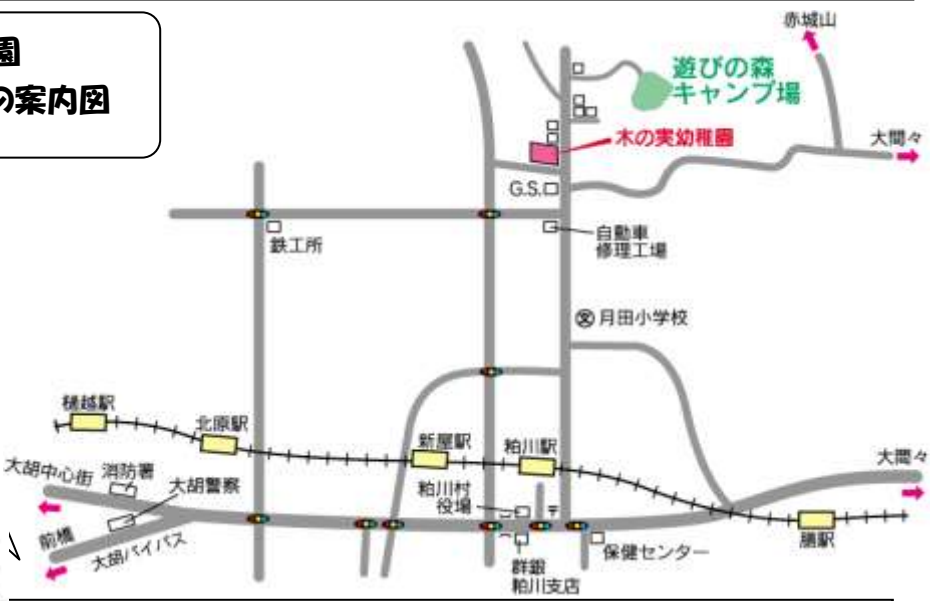 園
の案内図
赤城山
遊びの森
キャンプ場
木の実幼稚園
大間々
G.S.
鉄工所
自動車
修理工場
㊫月田小学校
樋越駅
北原駅
新屋駅
粕川駅
大胡中心街
消防署
大胡警察
粕川村
役場
〒
大間々
前橋
大胡バイパス
群銀
粕川支店
保健センター
膳駅